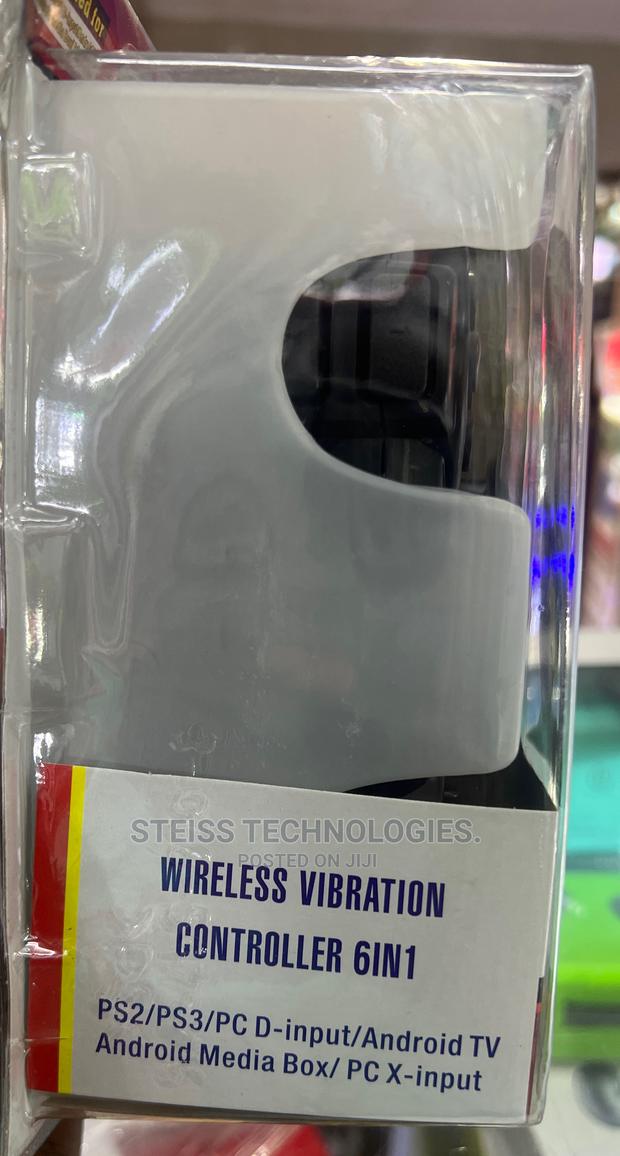 STEISS TECHNOLOGIES.
POSTED ON JIJI
WIRELESS VIBRATION
CONTROLLER 6IN1
PS2/PS3/PC D-input/Android TV
Android Media Box/ PC X-input